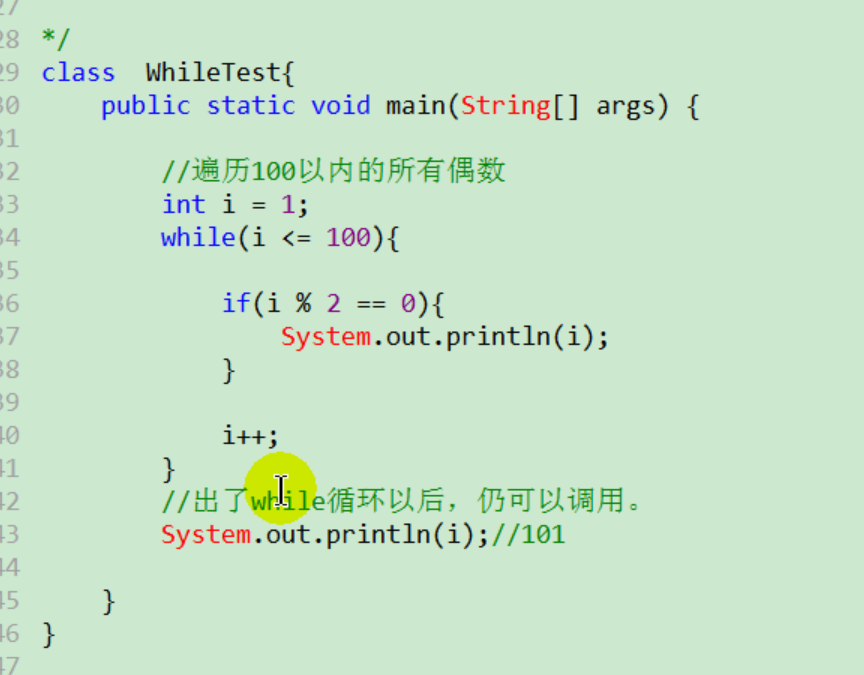 27
28 */
29 class  WhileTest{
30     public static void main(String[] args) {
31
32         //遍历100以内的所有偶数
33         int i = 1;
34         while(i <= 100){
35
36             if(i % 2 == 0){
37                 System.out.println(i);
38             }
39
40             i++;
41         }
42         //出了while循环以后，仍可以调用。
43         System.out.println(i);//101
44
45     }
46 }
47